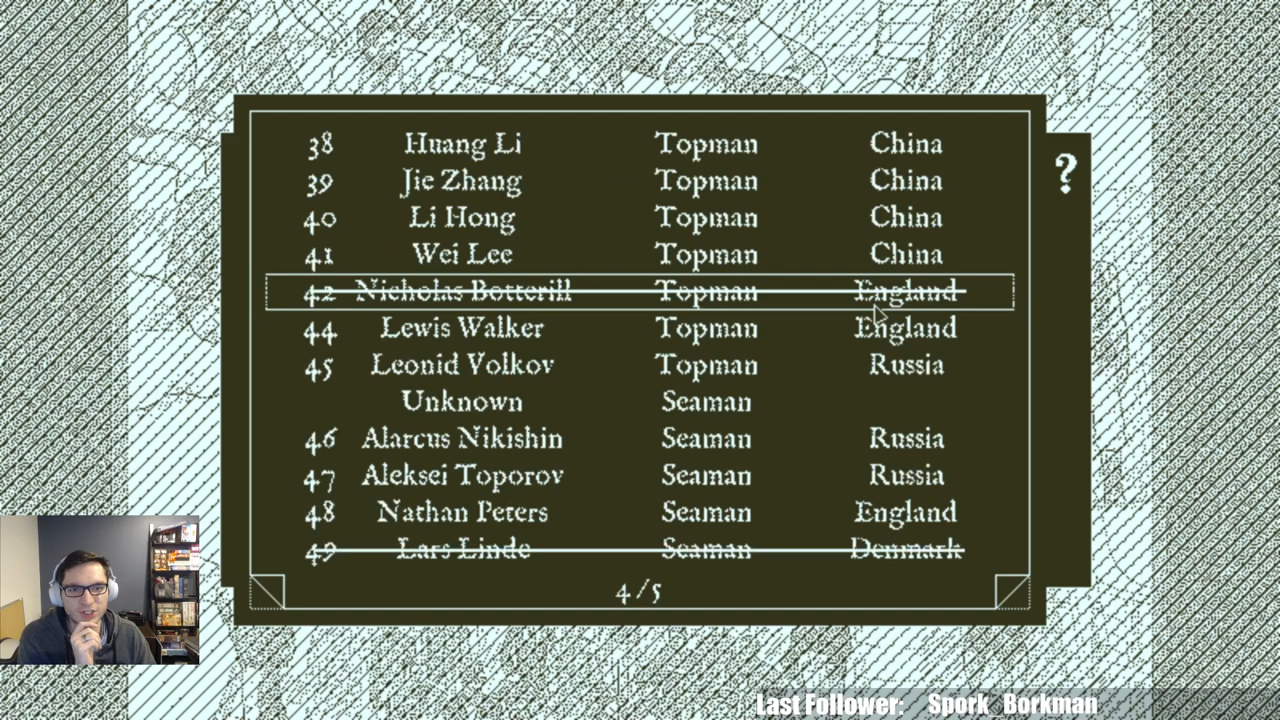 38 Huang Li Topman China
39 Jie Zhang Topman China
?
40 Li Hong Topman China
41 Wei Lee Topman China
42 Nicholas Botterill Topman England
44 Lewis Walker Topman England
45 Leonid Volkov Topman Russia
Unknown Seaman
46 Alarcus Nikishin Seaman Russia
47 Aleksei Toporov Seaman Russia
48 Nathan Peters Seaman England
49 Lars Linde Seaman Denmark
4/5
Last Follower: Spork_Borkman